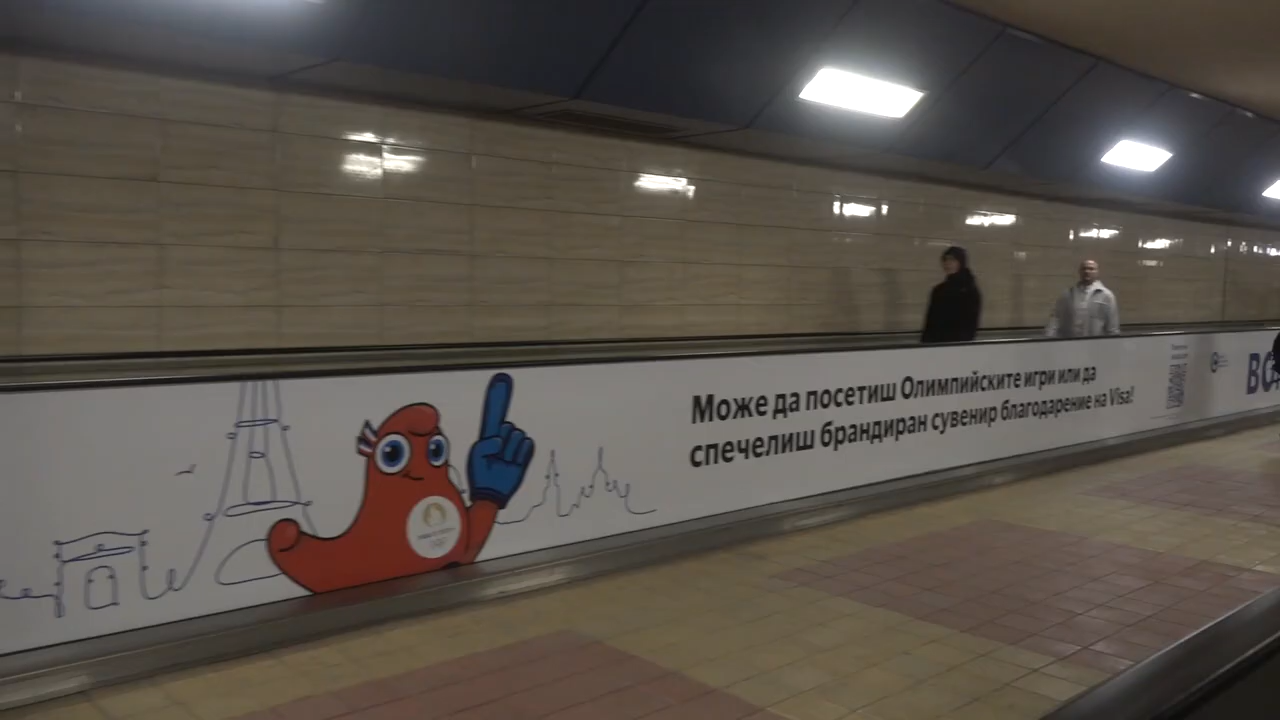 Може да посетиш Олимпийските игри или да
спечелиш брандиран сувенир благодарение на Visa!